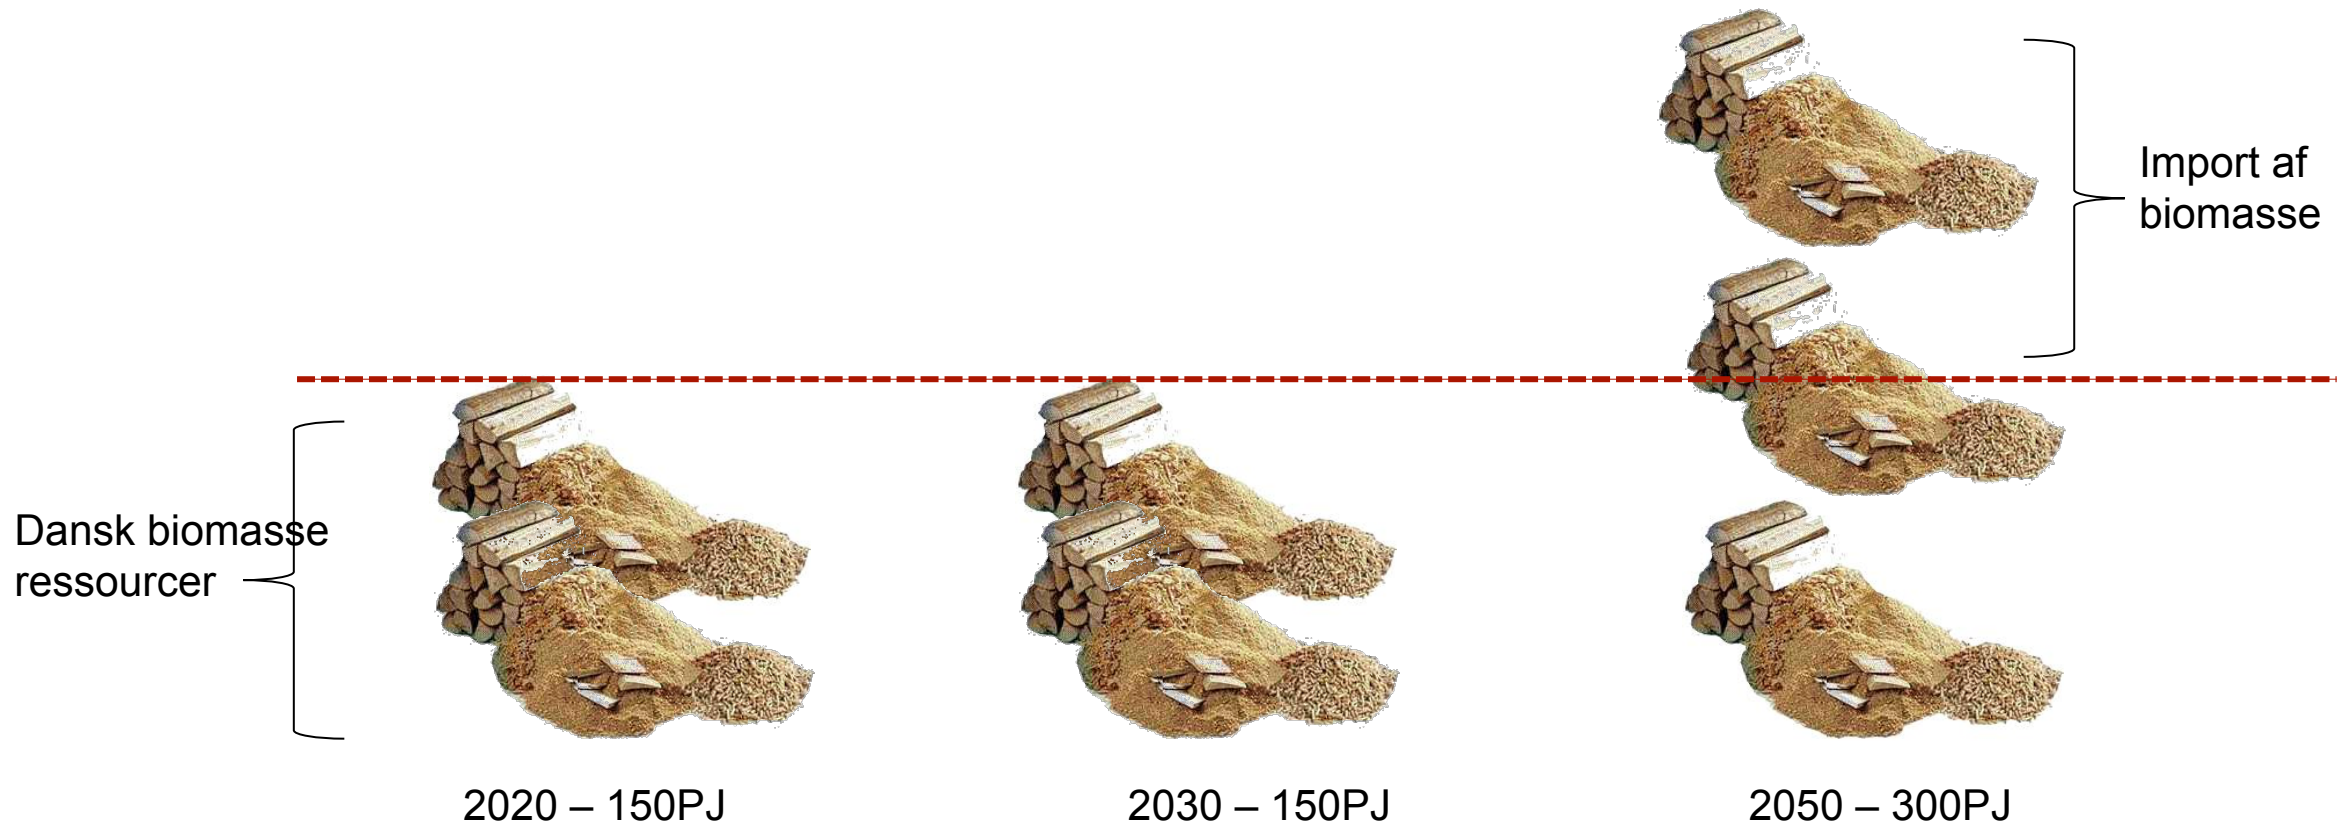 Import af
biomasse
Dansk biomasse
ressourcer
2020 – 150PJ
2030 – 150PJ
2050 – 300PJ